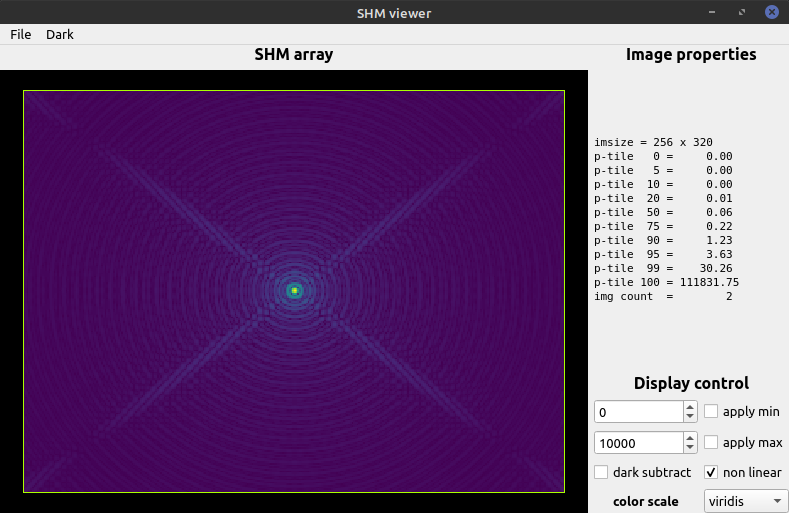 SHM viewer
File Dark
SHM array
Image properties
imsize = 256 x 320
p-tile 0 = 0.00
p-tile 5 = 0.00
p-tile 10 = 0.00
p-tile 20 = 0.01
p-tile 50 = 0.06
p-tile 75 = 0.22
p-tile 90 = 1.23
p-tile 95 = 3.63
p-tile 99 = 30.26
p-tile 100 = 111831.75
img count = 2
Display control
0 apply min
10000 apply max
dark subtract non linear
color scale viridis